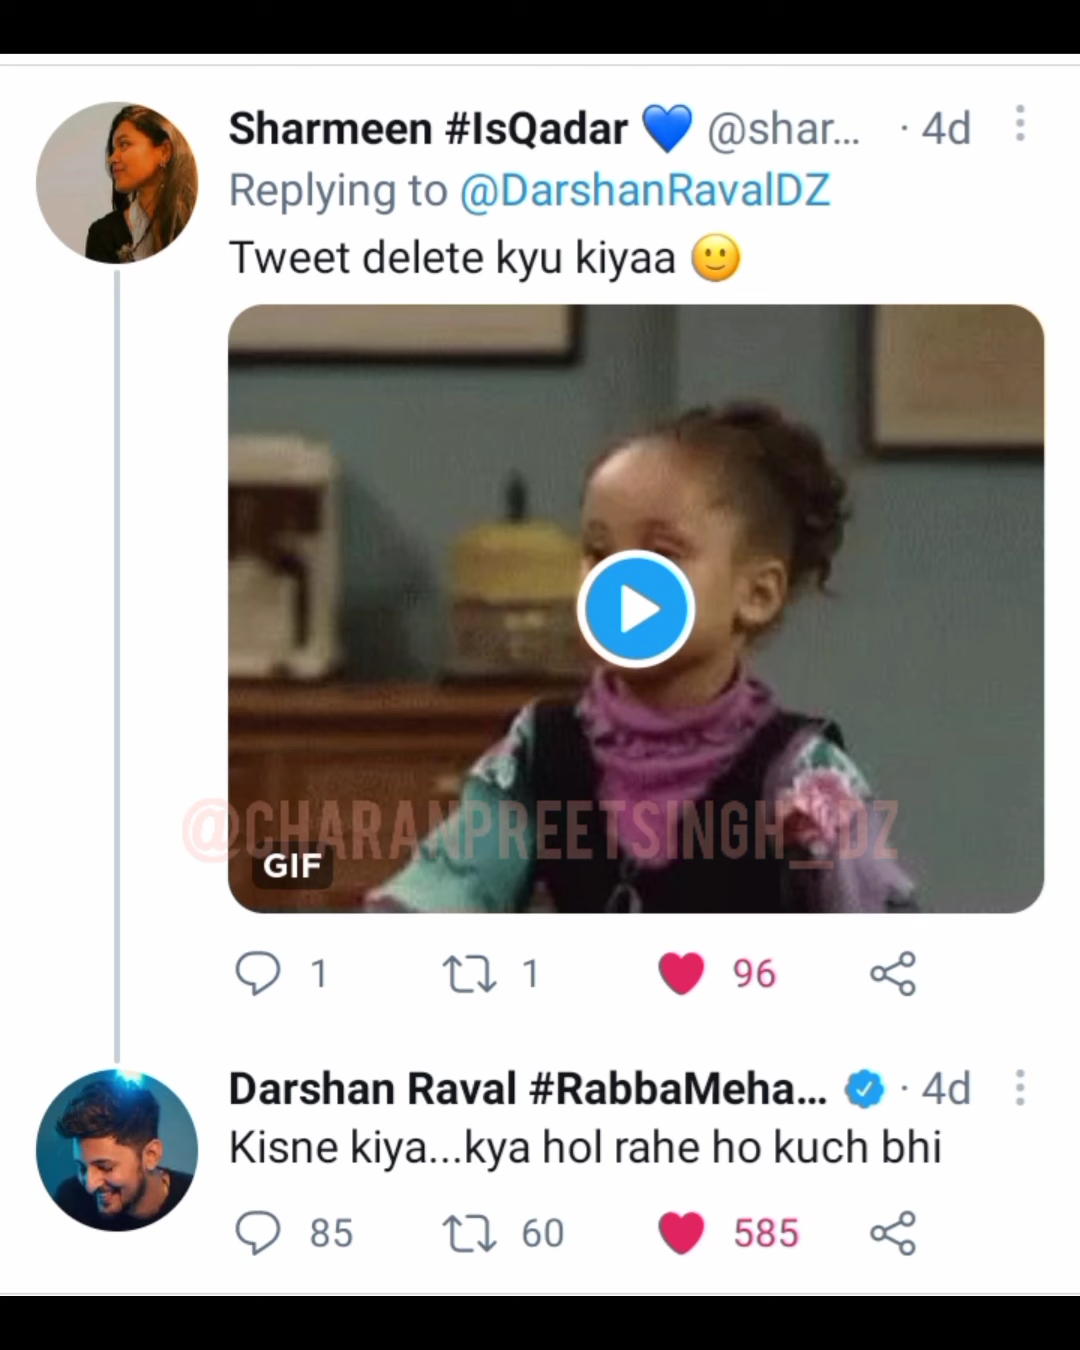 Sharmeen #IsQadar 💙 @shar... · 4d
Replying to @DarshanRavalDZ
Tweet delete kyu kiyaa 🙂
@CHARANPREETSINGH_DZ
GIF
1 1 96
Darshan Raval #RabbaMeha... · 4d
Kisne kiya...kya hol rahe ho kuch bhi
85 60 585